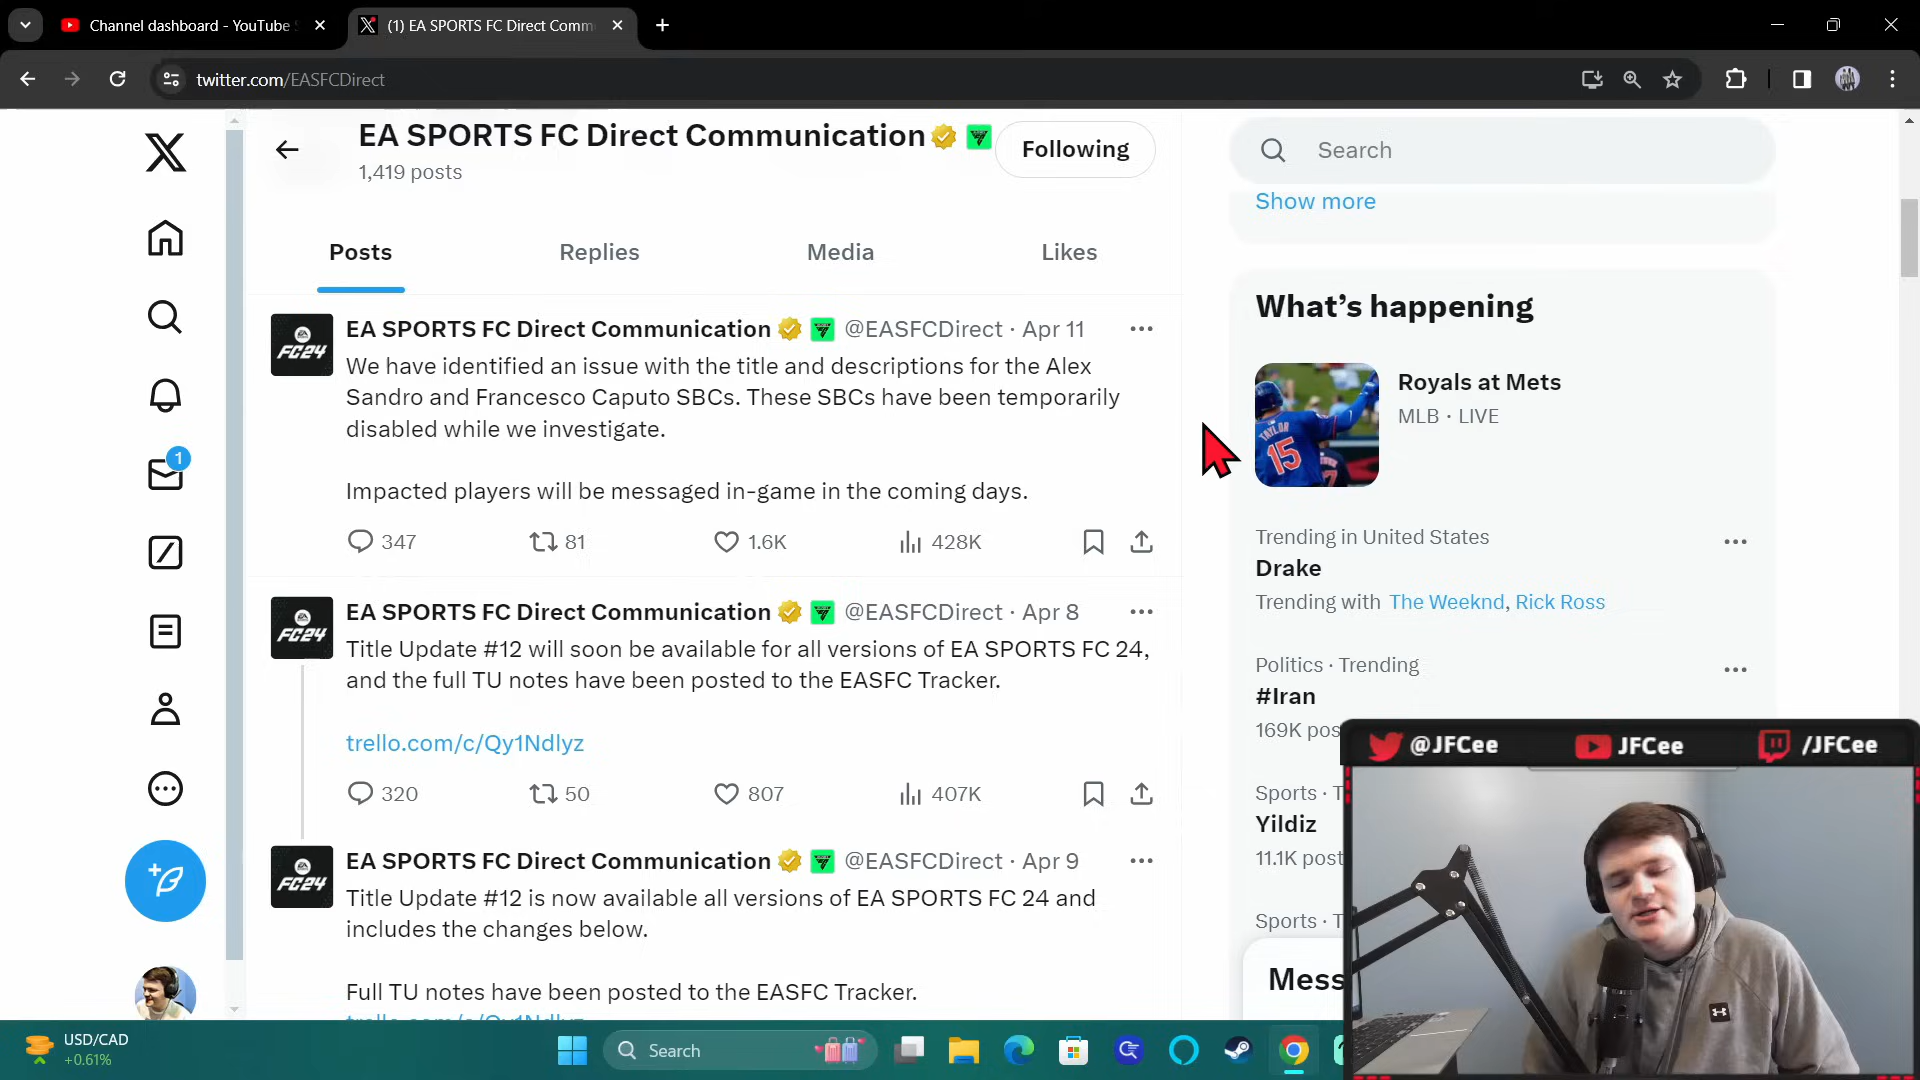 Channel dashboard - YouTube S
(1) EA SPORTS FC Direct Comm
twitter.com/EASFCDirect
EA SPORTS FC Direct Communication
1,419 posts
Following
Posts
Replies
Media
Likes
EA SPORTS FC Direct Communication @EASFCDirect · Apr 11
We have identified an issue with the title and descriptions for the Alex
Sandro and Francesco Caputo SBCs. These SBCs have been temporarily
disabled while we investigate.
Impacted players will be messaged in-game in the coming days.
347
81
1.6K
428K
EA SPORTS FC Direct Communication @EASFCDirect · Apr 8
Title Update #12 will soon be available for all versions of EA SPORTS FC 24,
and the full TU notes have been posted to the EASFC Tracker.
trello.com/c/Qy1Ndlyz
320
50
807
407K
EA SPORTS FC Direct Communication @EASFCDirect · Apr 9
Title Update #12 is now available all versions of EA SPORTS FC 24 and
includes the changes below.
Full TU notes have been posted to the EASFC Tracker.
trello.com/c/Qy1Ndlyz
FC24
FC24
FC24
1
Search
Show more
What's happening
Royals at Mets
MLB · LIVE
TAYLOR
15
Trending in United States
Drake
Trending with The Weeknd, Rick Ross
Politics · Trending
#Iran
169K pos
Sports · T
Yildiz
11.1K post
Sports · T
Mess
@JFCee
JFCee
/JFCee
USD/CAD
+0.61%
Search